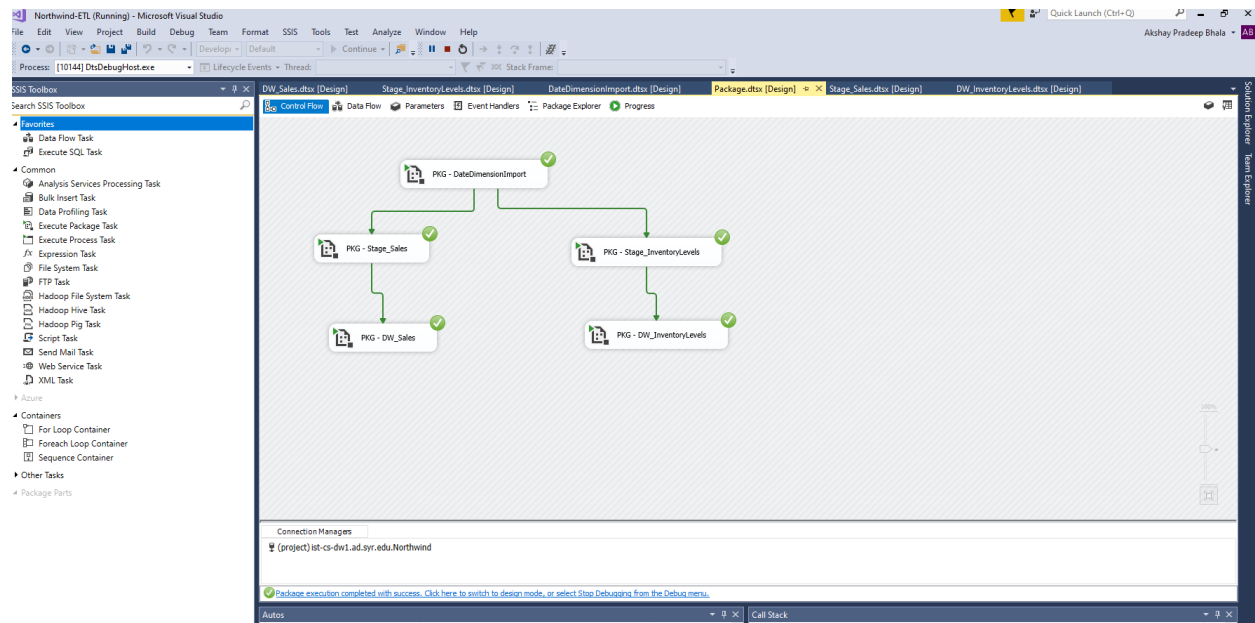 Northwind-ETL (Running) - Microsoft Visual Studio
Quick Launch (Ctrl+Q)
File Edit View Project Build Debug Team Format SSIS Tools Test Analyze Window Help
Akshay Pradeep Bhala AB
Develop Default Continue
Process: [10144] DtsDebugHost.exe Lifecycle Events Thread: Stack Frame:
SSIS Toolbox
Search SSIS Toolbox
Favorites
Data Flow Task
Execute SQL Task
Common
Analysis Services Processing Task
Bulk Insert Task
Data Profiling Task
Execute Package Task
Execute Process Task
Expression Task
File System Task
FTP Task
Hadoop File System Task
Hadoop Hive Task
Hadoop Pig Task
Script Task
Send Mail Task
Web Service Task
XML Task
Azure
Containers
For Loop Container
Foreach Loop Container
Sequence Container
Other Tasks
Package Parts
DW_Sales.dtsx [Design] Stage_InventoryLevels.dtsx [Design] DateDimensionImport.dtsx [Design] Package.dtsx [Design] Stage_Sales.dtsx [Design] DW_InventoryLevels.dtsx [Design]
Control Flow Data Flow Parameters Event Handlers Package Explorer Progress
PKG - DateDimensionImport
PKG - Stage_Sales
PKG - Stage_InventoryLevels
PKG - DW_Sales
PKG - DW_InventoryLevels
100%
Connection Managers
(project) ist-cs-dw1.ad.syr.edu.Northwind
Package execution completed with success. Click here to switch to design mode, or select Stop Debugging from the Debug menu.
Autos
Call Stack
Solution Explorer
Team Explorer